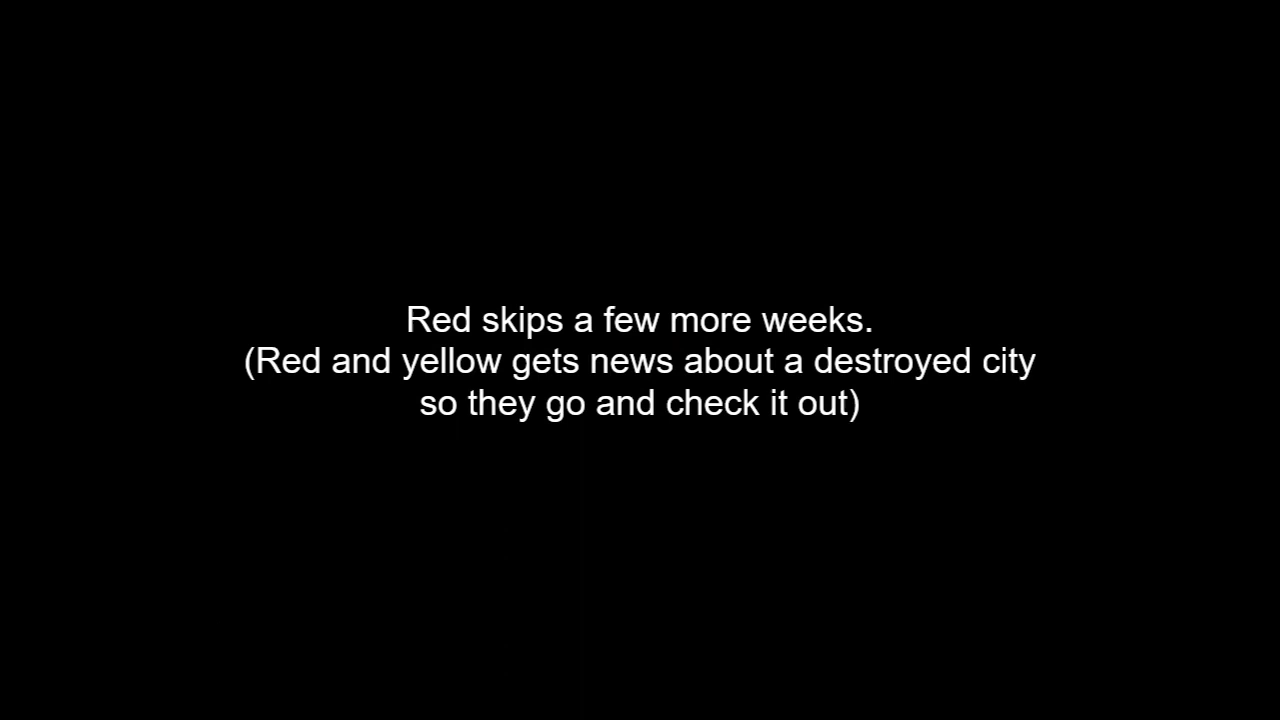 Red skips a few more weeks.
(Red and yellow gets news about a destroyed city
so they go and check it out)